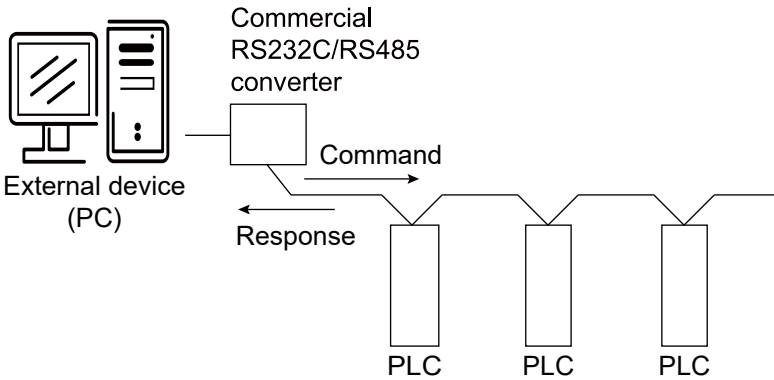 Commercial
RS232C/RS485
converter
Command
External device
(PC)
Response
PLC
PLC
PLC